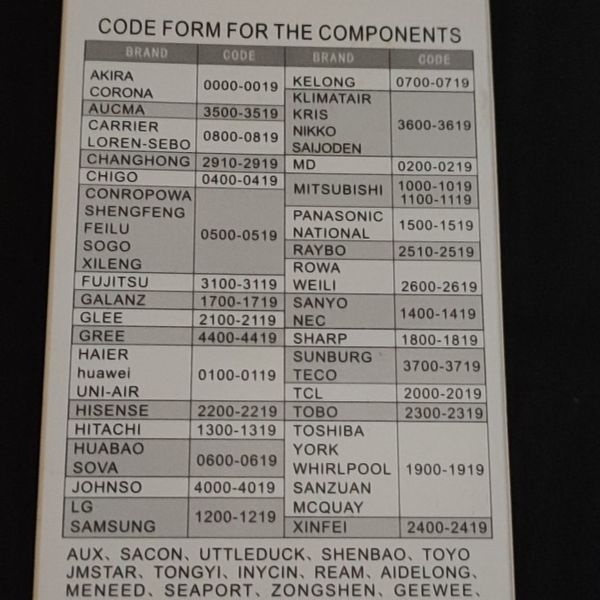 CODE FORM FOR THE COMPONENTS
BRAND CODE
AKIRA
CORONA 0000-0019
AUCMA 3500-3519
CARRIER
LOREN-SEBO 0800-0819
CHANGHONG 2910-2919
CHIGO 0400-0419
CONROPOWA
SHENGFENG
FEILU
SOGO
XILENG 0500-0519
FUJITSU 3100-3119
GALANZ 1700-1719
GLEE 2100-2119
GREE 4400-4419
HAIER
huawei
UNI-AIR 0100-0119
HISENSE 2200-2219
HITACHI 1300-1319
HUABAO
SOVA 0600-0619
JOHNSO 4000-4019
LG
SAMSUNG 1200-1219
BRAND CODE
KELONG 0700-0719
KLIMATAIR
KRIS
NIKKO
SAIJODEN 3600-3619
MD 0200-0219
MITSUBISHI 1000-1019
1100-1119
PANASONIC
NATIONAL 1500-1519
RAYBO 2510-2519
ROWA
WEILI 2600-2619
SANYO
NEC 1400-1419
SHARP 1800-1819
SUNBURG
TECO 3700-3719
TCL 2000-2019
TOBO 2300-2319
TOSHIBA
YORK
WHIRLPOOL
SANZUAN
MCQUAY 1900-1919
XINFEI 2400-2419
AUX、SACON、UTTLEDUCK、SHENBAO、TOYO
JMSTAR、TONGYI、INYCIN、REAM、AIDELONG、
MENEED、SEAPORT、ZONGSHEN、GEEWEE、